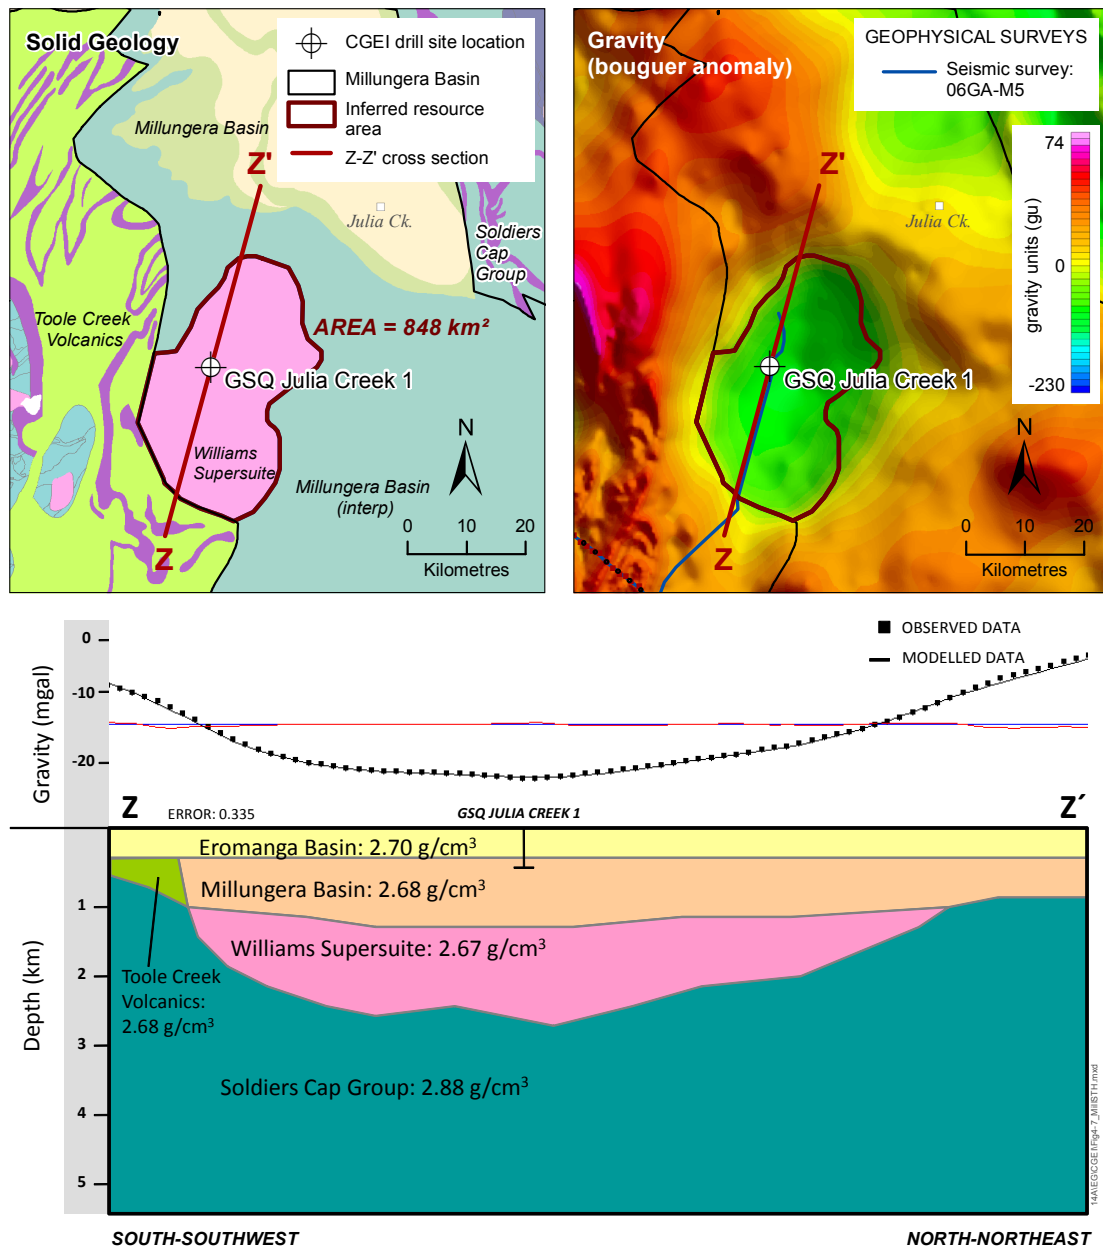 Solid Geology
CGEI drill site location
Millungera Basin
Inferred resource
area
Z-Z' cross section
Millungera Basin
Z'
Julia Ck.
Soldiers
Cap
Group
Toole Creek
Volcanics
AREA = 848 km²
GSQ Julia Creek 1
Williams
Supersuite
Millungera Basin
(interp)
N
0 10 20
Kilometres
Z
Gravity
(bouguer anomaly)
GEOPHYSICAL SURVEYS
Seismic survey:
06GA-M5
74
0
-230
gravity units (gu)
Z'
Julia Ck.
GSQ Julia Creek 1
N
0 10 20
Kilometres
Z
OBSERVED DATA
MODELLED DATA
Gravity (mgal)
0
-10
-20
Z
ERROR: 0.335
GSQ JULIA CREEK 1
Z´
Eromanga Basin: 2.70 g/cm³
Millungera Basin: 2.68 g/cm³
Williams Supersuite: 2.67 g/cm³
Toole Creek
Volcanics:
2.68 g/cm³
Soldiers Cap Group: 2.88 g/cm³
Depth (km)
1
2
3
4
5
SOUTH-SOUTHWEST
NORTH-NORTHEAST